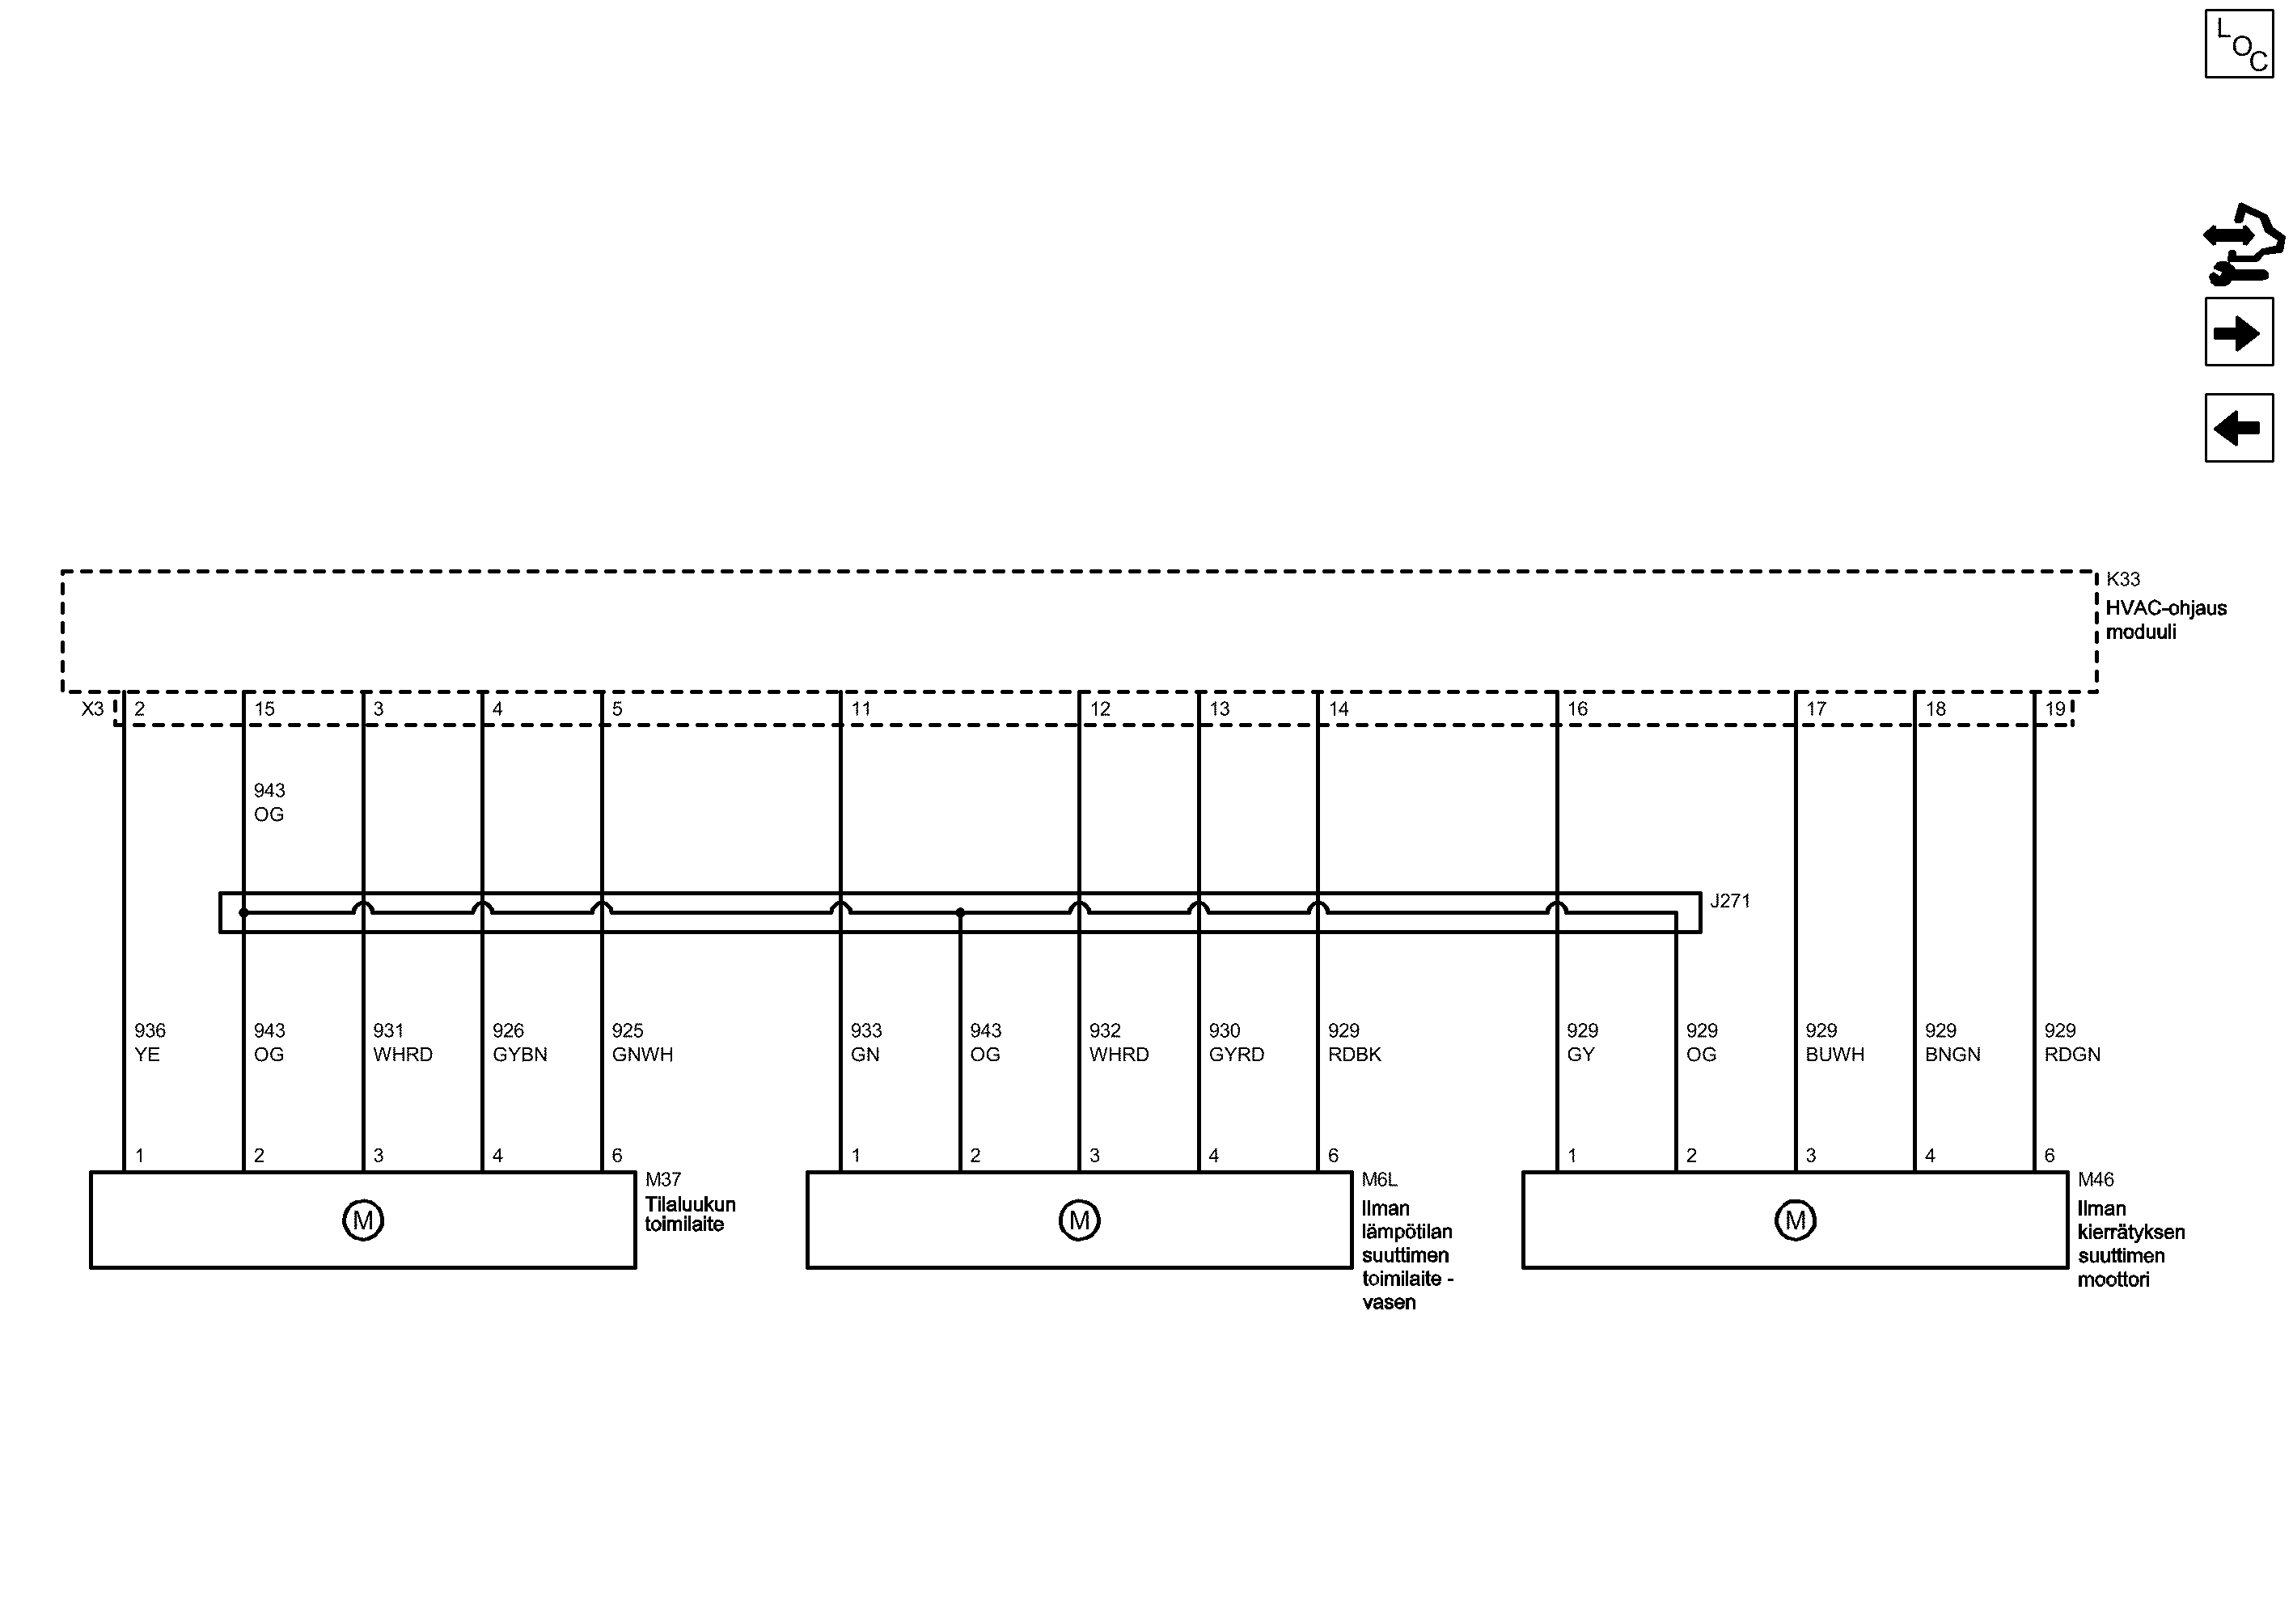 L
O
C
K33
HVAC-ohjaus
moduuli
X3 2 15 3 4 5 11 12 13 14 16 17 18 19
943
OG
J271
936 943 931 926 925 933 943 932 930 929 929 929 929 929 929
YE OG WHRD GYBN GNWH GN OG WHRD GYRD RDBK GY OG BUWH BNGN RDGN
1 2 3 4 6 1 2 3 4 6 1 2 3 4 6
M
M37
Tilaluukun
toimilaite
M
M6L
Ilman
lämpötilan
suuttimen
toimilaite -
vasen
M
M46
Ilman
kierrätyksen
suuttimen
moottori